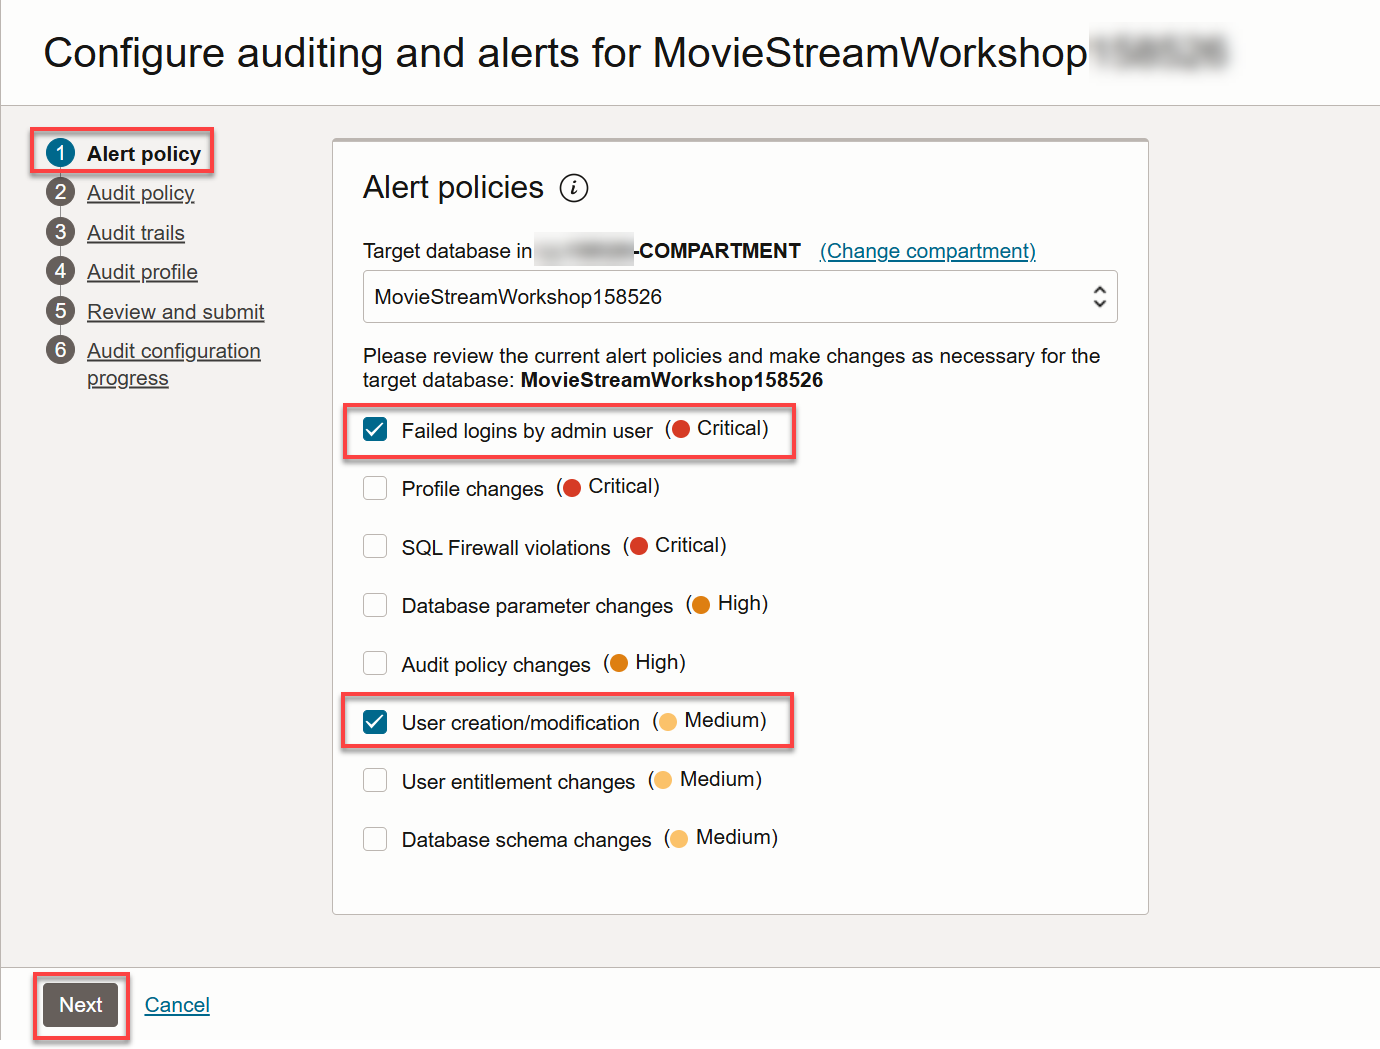 Configure auditing and alerts for MovieStreamWorkshop
1 Alert policy
2 Audit policy
3 Audit trails
4 Audit profile
5 Review and submit
6 Audit configuration
progress
Alert policies i
Target database in -COMPARTMENT (Change compartment)
MovieStreamWorkshop158526
Please review the current alert policies and make changes as necessary for the
target database: MovieStreamWorkshop158526
Failed logins by admin user (Critical)
Profile changes (Critical)
SQL Firewall violations (Critical)
Database parameter changes (High)
Audit policy changes (High)
User creation/modification (Medium)
User entitlement changes (Medium)
Database schema changes (Medium)
Next Cancel